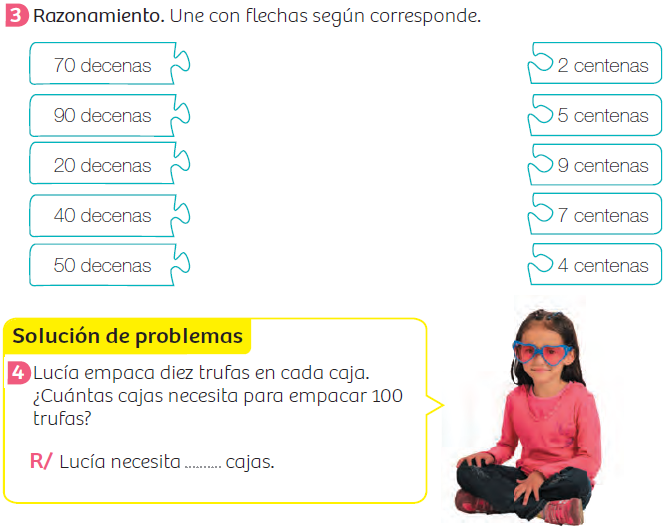 3 Razonamiento. Une con flechas según corresponde.
70 decenas
2 centenas
90 decenas
5 centenas
20 decenas
9 centenas
40 decenas
7 centenas
50 decenas
4 centenas
Solución de problemas
4 Lucía empaca diez trufas en cada caja.
¿Cuántas cajas necesita para empacar 100
trufas?
R/ Lucía necesita .......... cajas.